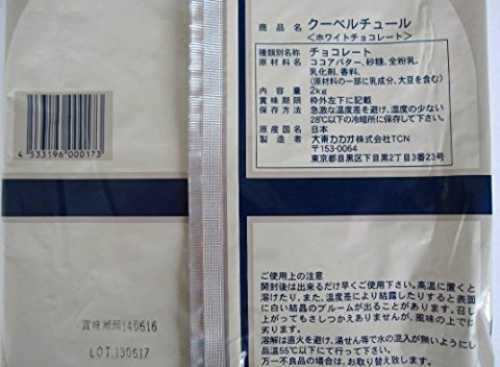 商品名 クーベルチュール
<ホワイトチョコレート>
種類別名称 チョコレート
原材料名 ココアバター、砂糖、全粉乳、
乳化剤、香料、
(原材料の一部に乳成分、大豆を含む)
内容量 2kg
賞味期限 枠外左下に記載
保存方法 急激な温度差を避け、湿度の少ない
28℃以下の冷暗所に保存して下さい。
原産国名 日本
製造者 大東カカオ株式会社TCN
〒153-0064
東京都目黒区下目黒2丁目3番23号
4 533196 000173
ご使用上の注意
開封後は出来るだけ早くご使用下さい。高温に置くと
溶けたり、また、温度差により結露したりすると表面
に白い結晶のブルームが出ることがあります。召し
上がってもさしつかえありませんが、風味の上では
劣ります。
溶解は直火を避け、湯せん等で水の混入が無いように
品温55℃以下にて行って下さい。
万一不良品の場合は、お取り替え致します。
賞味期限140616
LOT.130617